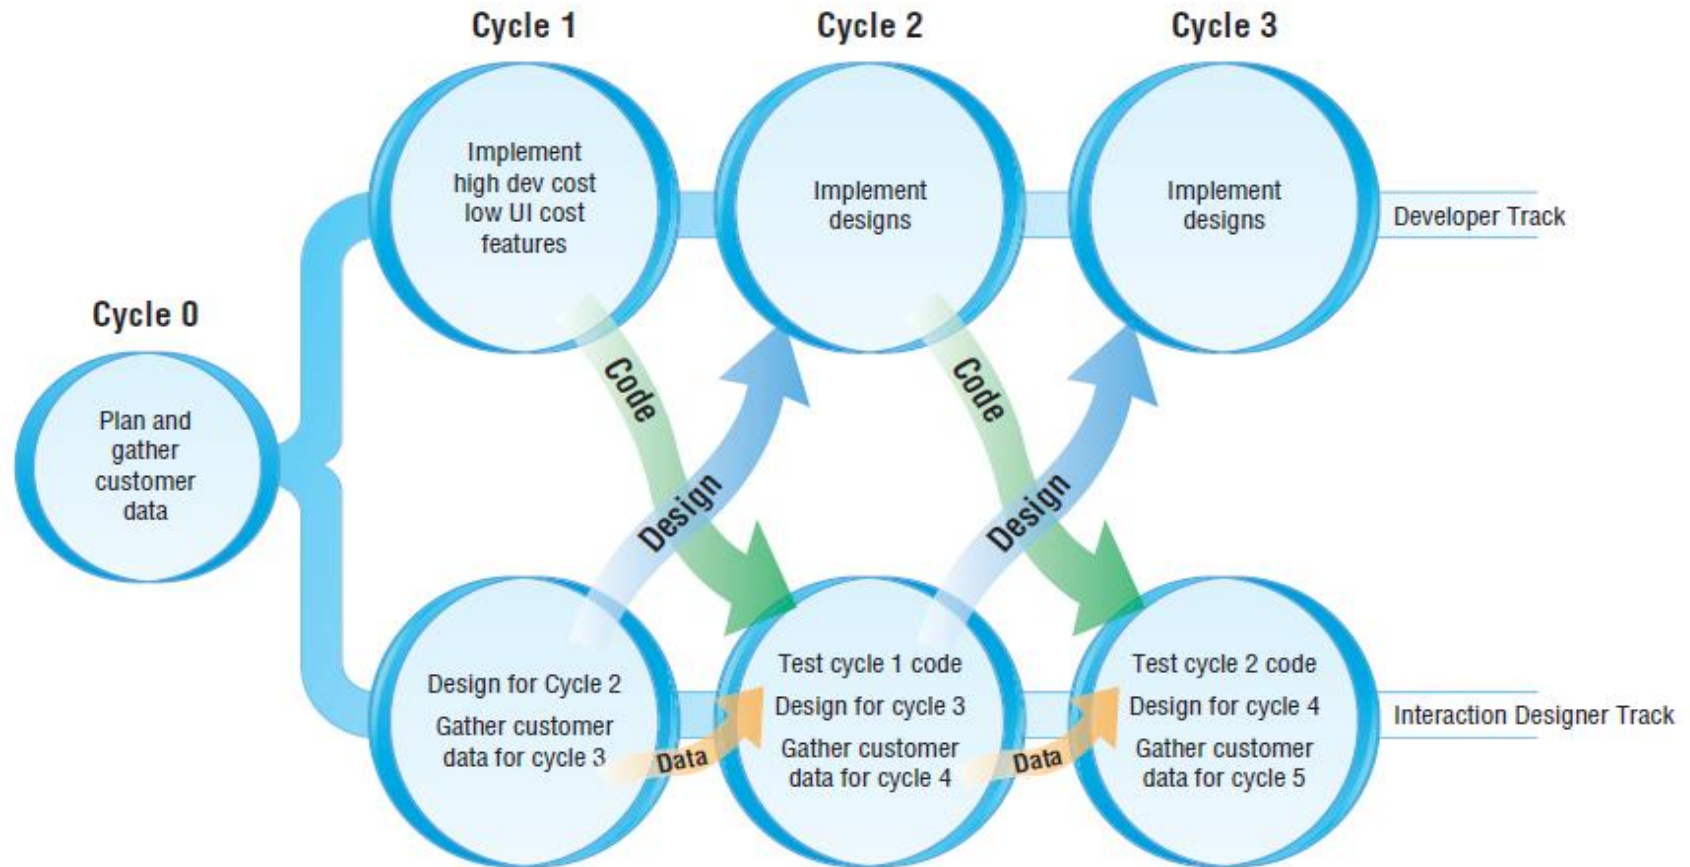 Cycle 1
Cycle 2
Cycle 3
Implement
high dev cost
low UI cost
features
Implement
designs
Implement
designs
Developer Track
Cycle 0
Plan and
gather
customer
data
Code
Design
Code
Design
Design for Cycle 2
Gather customer
data for cycle 3
Data
Test cycle 1 code
Design for cycle 3
Gather customer
data for cycle 4
Data
Test cycle 2 code
Design for cycle 4
Gather customer
data for cycle 5
Interaction Designer Track